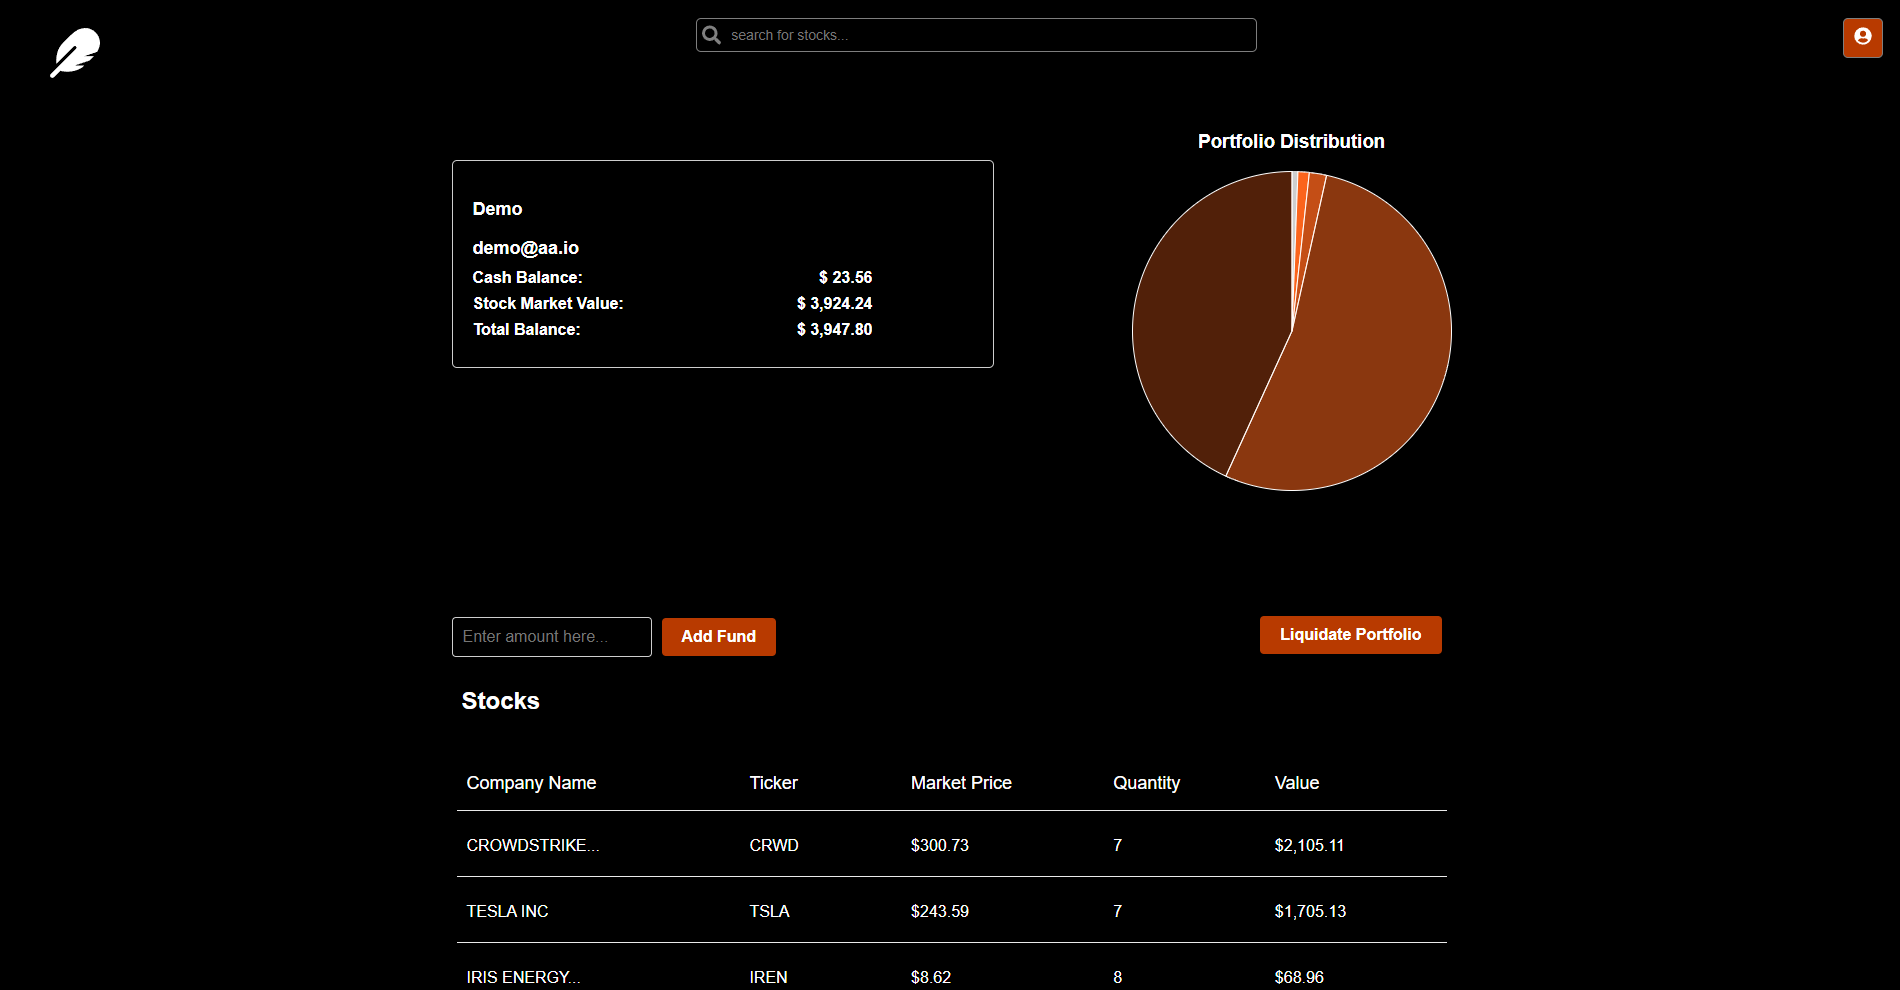 search for stocks...
Portfolio Distribution
Demo
demo@aa.io
Cash Balance: $ 23.56
Stock Market Value: $ 3,924.24
Total Balance: $ 3,947.80
Enter amount here... Add Fund Liquidate Portfolio
Stocks
Company Name Ticker Market Price Quantity Value
CROWDSTRIKE... CRWD $300.73 7 $2,105.11
TESLA INC TSLA $243.59 7 $1,705.13
IRIS ENERGY... IREN $8.62 8 $68.96